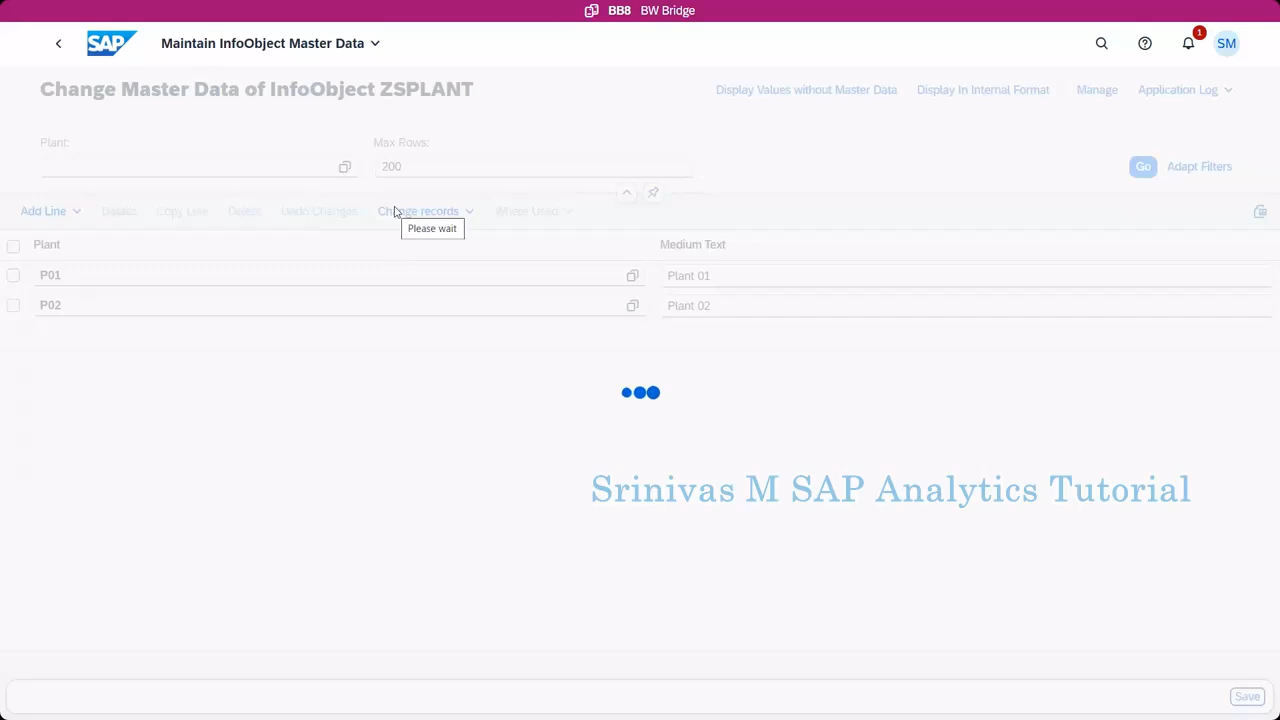 BB8 BW Bridge
SAP Maintain InfoObject Master Data 1 SM
Change Master Data of InfoObject ZSPLANT Display Values without Master Data Display In Internal Format Manage Application Log
Plant: Max Rows:
200 Go Adapt Filters
Add Line Details Copy Line Delete Undo Changes Change records Where Used
Please wait
Plant Medium Text
P01 Plant 01
P02 Plant 02
Srinivas M SAP Analytics Tutorial
Save